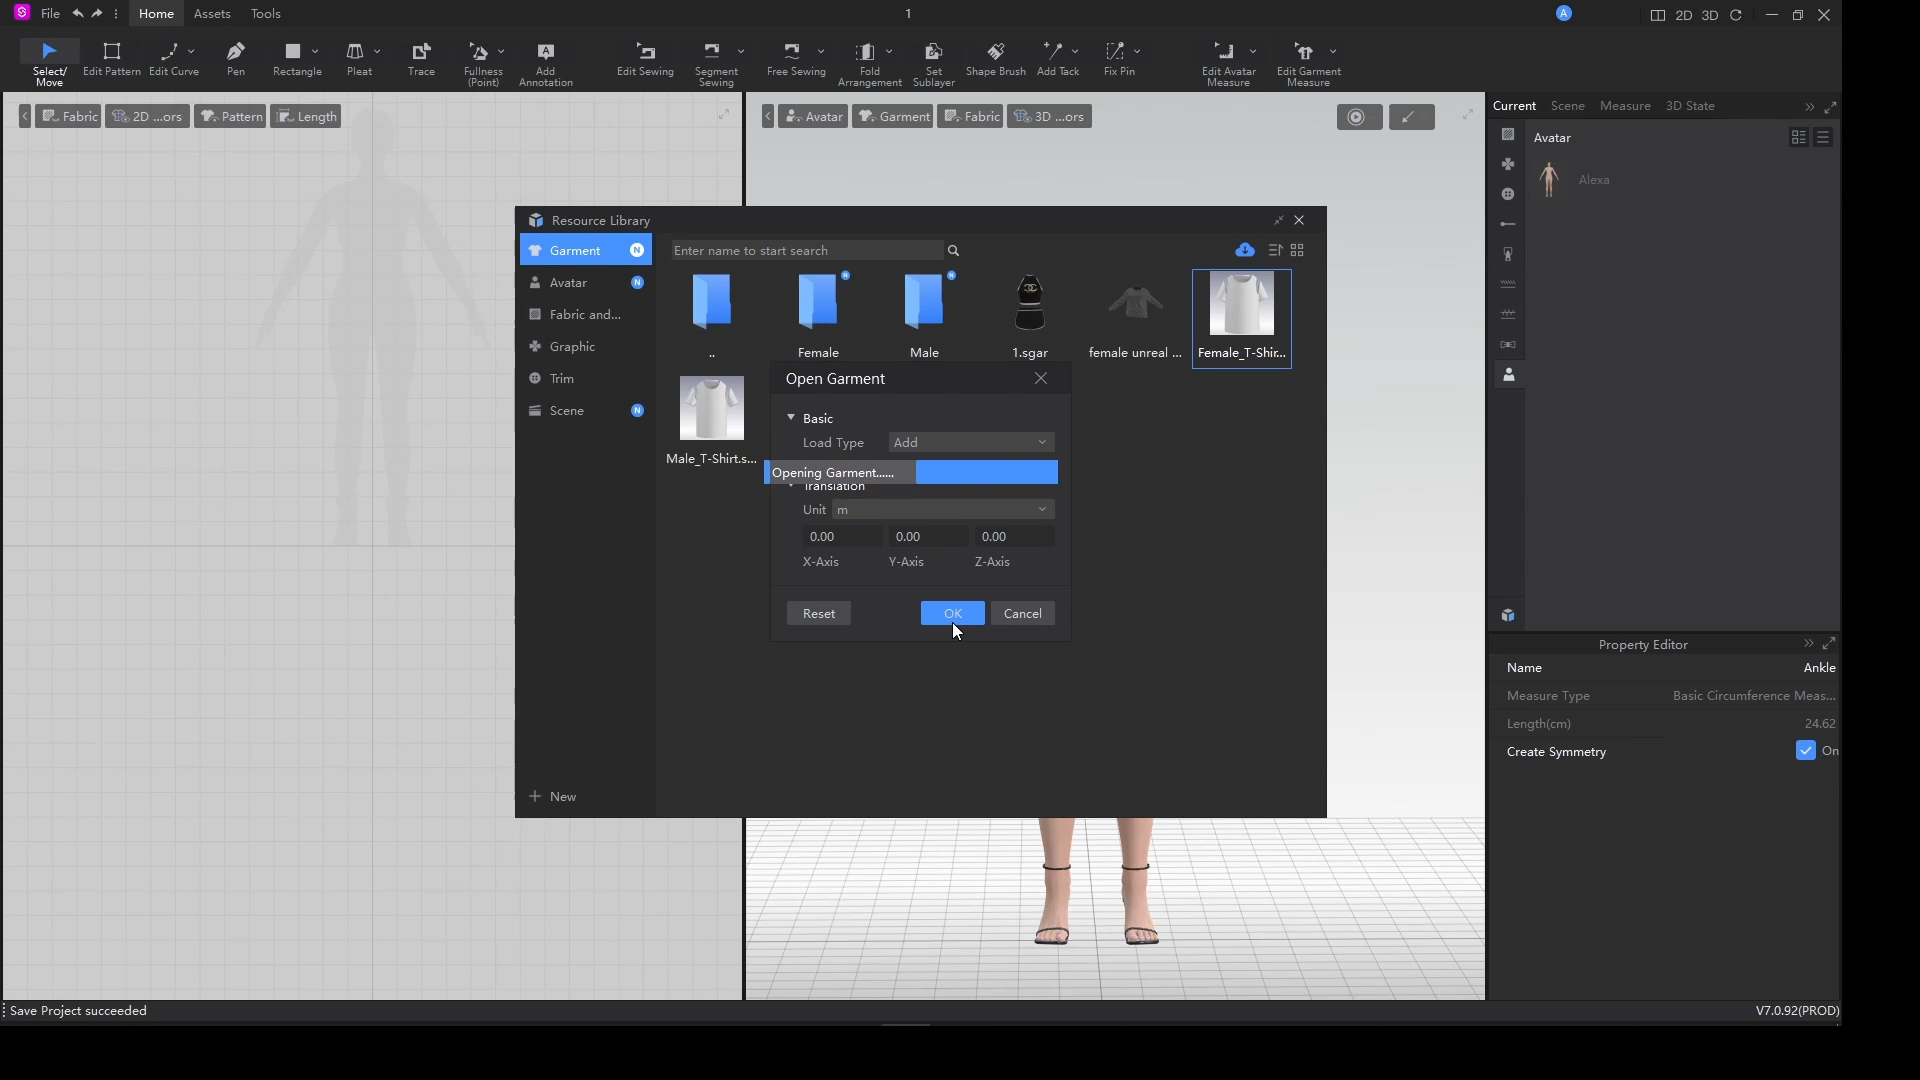 File
Home
Assets
Tools
1
A
2D
3D
Select/
Move
Edit Pattern
Edit Curve
Pen
Rectangle
Pleat
Trace
Fullness
(Point)
Add
Annotation
Edit Sewing
Segment
Sewing
Free Sewing
Fold
Arrangement
Set
Sublayer
Shape Brush
Add Tack
Fix Pin
Edit Avatar
Measure
Edit Garment
Measure
Fabric
2D ...ors
Pattern
Length
Avatar
Garment
Fabric
3D ...ors
Current
Scene
Measure
3D State
Avatar
Alexa
Resource Library
Garment
N
Avatar
N
Fabric and...
Graphic
Trim
Scene
N
New
Enter name to start search
..
Female
Male
1.sgar
female unreal ...
Female_T-Shir...
Male_T-Shirt.s...
Open Garment
Basic
Load Type
Add
Opening Garment......
Translation
Unit
m
0.00
0.00
0.00
X-Axis
Y-Axis
Z-Axis
Reset
OK
Cancel
Property Editor
Name
Ankle
Measure Type
Basic Circumference Meas...
Length(cm)
24.62
Create Symmetry
On
Save Project succeeded
V7.0.92(PROD)